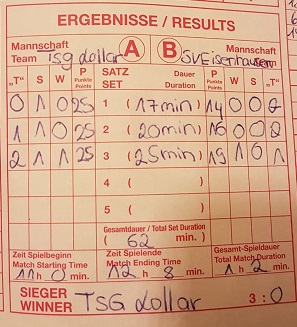 ERGEBNISSE / RESULTS
Mannschaft Team TSG dollar A B SVEisenhausen Mannschaft
"T" S W P Punkte Points SATZ SET Dauer Duration P Punkte Points W S "T"
0 1 0 25 1 (17min) 14 0 0 0
1 1 0 25 2 (20min) 16 0 0 0
2 1 1 25 3 (25min) 19 1 0 1
4 ( )
5 ( )
Gesamtdauer / Total Set Duration
( 62 min. )
Zeit Spielbeginn Zeit Spielende Gesamt-Spieldauer
Match Starting Time Match Ending Time Total Match Duration
11 h 0 min. 12 h 8 min. 1 h 2 min.
SIEGER
WINNER TSG dollar 3 : 0